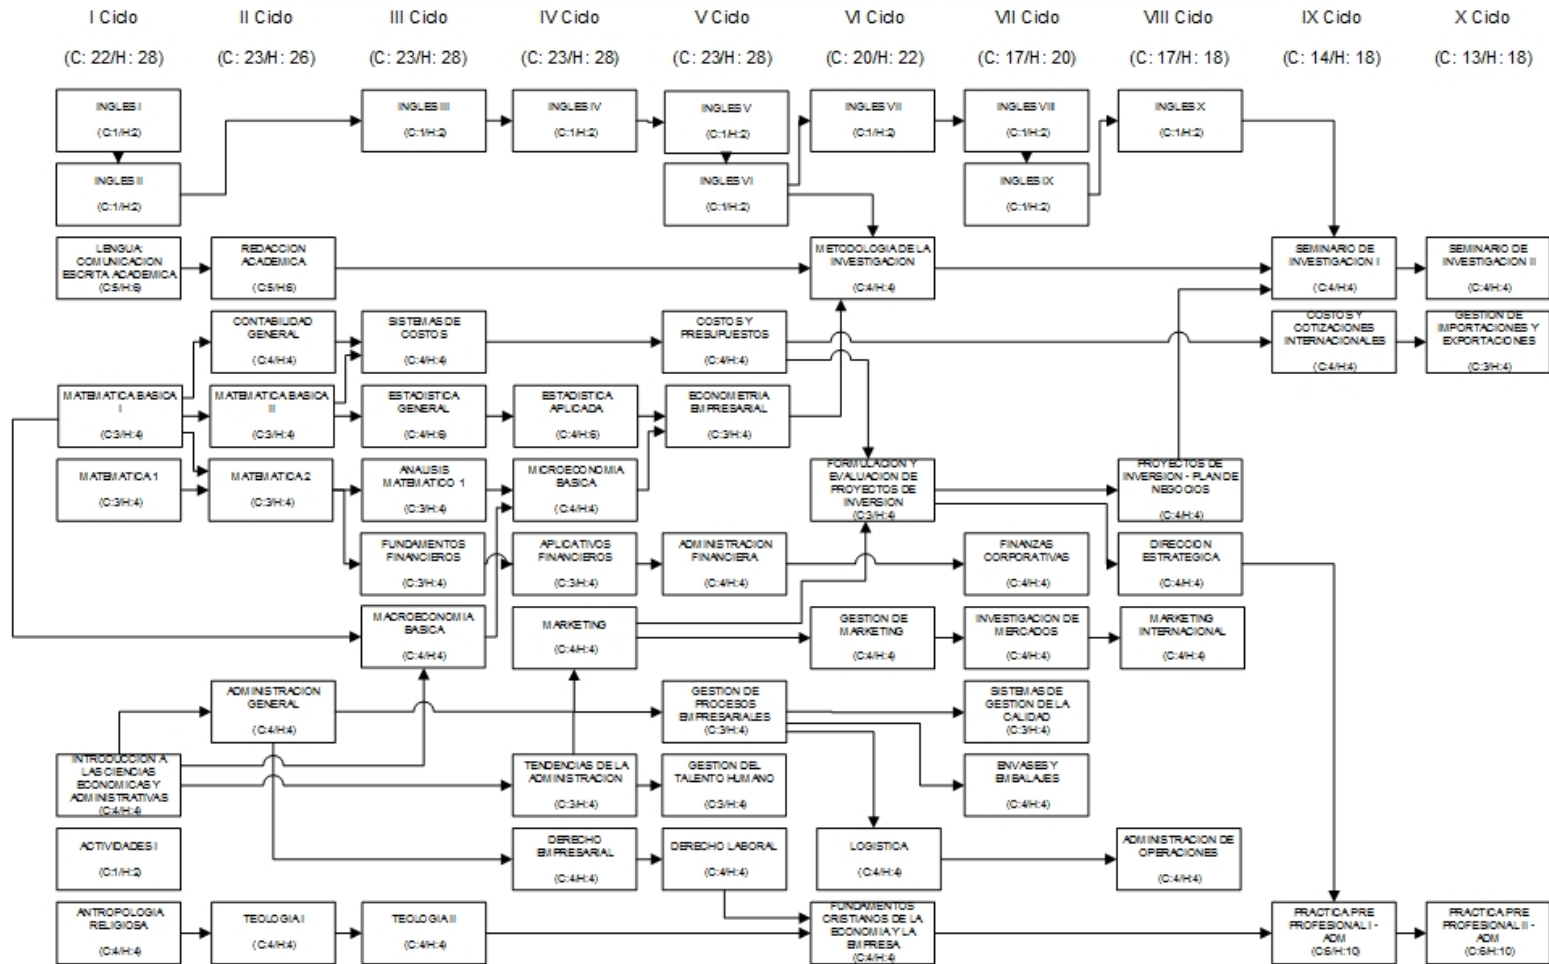 I Ciclo
II Ciclo
III Ciclo
IV Ciclo
V Ciclo
VI Ciclo
VII Ciclo
VIII Ciclo
IX Ciclo
X Ciclo
(C: 22/H: 28)
(C: 23/H: 26)
(C: 23/H: 28)
(C: 23/H: 28)
(C: 23/H: 28)
(C: 20/H: 22)
(C: 17/H: 20)
(C: 17/H: 18)
(C: 14/H: 18)
(C: 13/H: 18)
INGLES I
(C:1/H:2)
INGLES III
(C:1/H:2)
INGLES IV
(C:1/H:2)
INGLES V
(C:1/H:2)
INGLES VII
(C:1/H:2)
INGLES VIII
(C:1/H:2)
INGLES X
(C:1/H:2)
INGLES II
(C:1/H:2)
INGLES VI
(C:1/H:2)
INGLES IX
(C:1/H:2)
LENGUA:
COMUNICACION
ESCRITA ACADEMICA
(C:5/H:6)
REDACCION
ACADEMICA
(C:5/H:6)
METODOLOGIA DE LA
INVESTIGACION
(C:4/H:4)
SEMINARIO DE
INVESTIGACION I
(C:4/H:4)
SEMINARIO DE
INVESTIGACION II
(C:4/H:4)
CONTABILIDAD
GENERAL
(C:4/H:4)
SISTEMAS DE
COSTOS
(C:4/H:4)
COSTOS Y
PRESUPUESTOS
(C:4/H:4)
COSTOS Y
COTIZACIONES
INTERNACIONALES
(C:4/H:4)
GESTION DE
IMPORTACIONES Y
EXPORTACIONES
(C:3/H:4)
MATEMATICA BASICA
I
(C:3/H:4)
MATEMATICA BASICA
II
(C:3/H:4)
ESTADISTICA
GENERAL
(C:4/H:6)
ESTADISTICA
APLICADA
(C:4/H:6)
ECONOMETRIA
EMPRESARIAL
(C:3/H:4)
MATEMATICA 1
(C:3/H:4)
MATEMATICA 2
(C:3/H:4)
ANALISIS
MATEMATICO 1
(C:3/H:4)
MICROECONOMIA
BASICA
(C:4/H:4)
FORMULACION Y
EVALUACION DE
PROYECTOS DE
INVERSION
(C:3/H:4)
PROYECTOS DE
INVERSION - PLAN DE
NEGOCIOS
(C:4/H:4)
FUNDAMENTOS
FINANCIEROS
(C:3/H:4)
APLICATIVOS
FINANCIEROS
(C:3/H:4)
ADMINISTRACION
FINANCIERA
(C:4/H:4)
FINANZAS
CORPORATIVAS
(C:4/H:4)
DIRECCION
ESTRATEGICA
(C:4/H:4)
MACROECONOMIA
BASICA
(C:4/H:4)
MARKETING
(C:4/H:4)
GESTION DE
MARKETING
(C:4/H:4)
INVESTIGACION DE
MERCADOS
(C:4/H:4)
MARKETING
INTERNACIONAL
(C:4/H:4)
ADMINISTRACION
GENERAL
(C:4/H:4)
GESTION DE
PROCESOS
EMPRESARIALES
(C:3/H:4)
SISTEMAS DE
GESTION DE LA
CALIDAD
(C:3/H:4)
INTRODUCCION A
LAS CIENCIAS
ECONOMICAS Y
ADMINISTRATIVAS
(C:4/H:4)
TENDENCIAS DE LA
ADMINISTRACION
(C:3/H:4)
GESTION DEL
TALENTO HUMANO
(C:3/H:4)
ENVASES Y
EMBALAJES
(C:4/H:4)
ACTIVIDADES I
(C:1/H:2)
DERECHO
EMPRESARIAL
(C:4/H:4)
DERECHO LABORAL
(C:4/H:4)
LOGISTICA
(C:4/H:4)
ADMINISTRACION DE
OPERACIONES
(C:4/H:4)
ANTROPOLOGIA
RELIGIOSA
(C:4/H:4)
TEOLOGIA I
(C:4/H:4)
TEOLOGIA II
(C:4/H:4)
FUNDAMENTOS
CRISTIANOS DE LA
ECONOMIA Y LA
EMPRESA
(C:4/H:4)
PRACTICA PRE
PROFESIONAL I -
ADM
(C:6/H:10)
PRACTICA PRE
PROFESIONAL II -
ADM
(C:6/H:10)